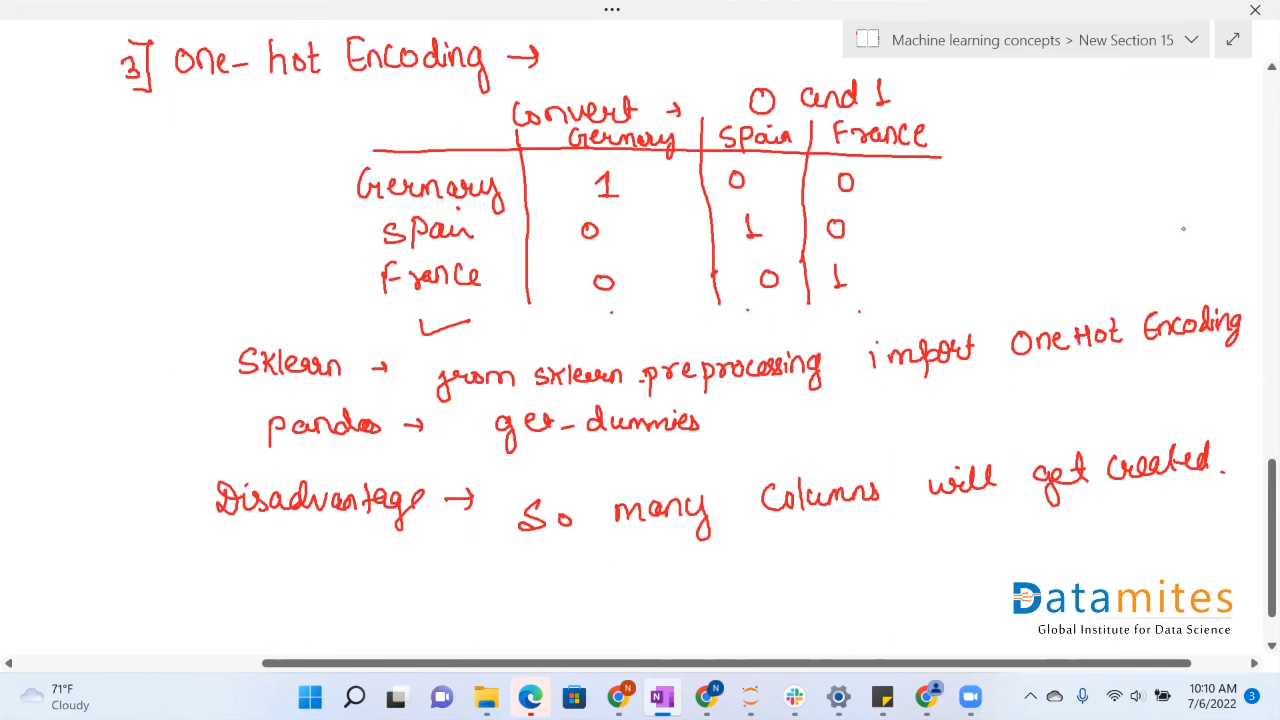 Machine learning concepts > New Section 15
3] One-hot Encoding →
Convert → 0 and 1
Germany Spain France
Germany 1 0 0
Spain 0 1 0
France 0 0 1
Sklearn → from sklearn.preprocessing import OneHot Encoding
pandas → get-dummies
Disadvantage → So many Columns will get created.
Datamites
Global Institute for Data Science
71°F
Cloudy
10:10 AM
7/6/2022
3